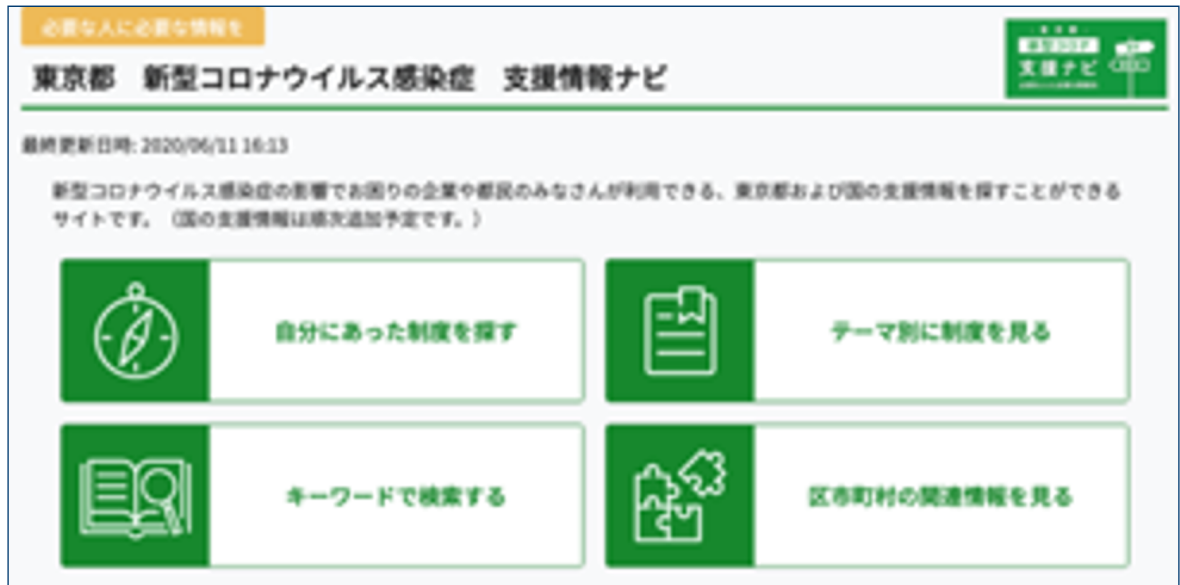 必要な人に必要な情報を
東京都　新型コロナウイルス感染症　支援情報ナビ
新型コロナ
支援ナビ
最終更新日時: 2020/06/11 16:13
新型コロナウイルス感染症の影響でお困りの企業や都民のみなさんが利用できる、東京都および国の支援情報を探すことができる
サイトです。（国の支援情報は順次追加予定です。）
自分にあった制度を探す
テーマ別に制度を見る
キーワードで検索する
区市町村の関連情報を見る